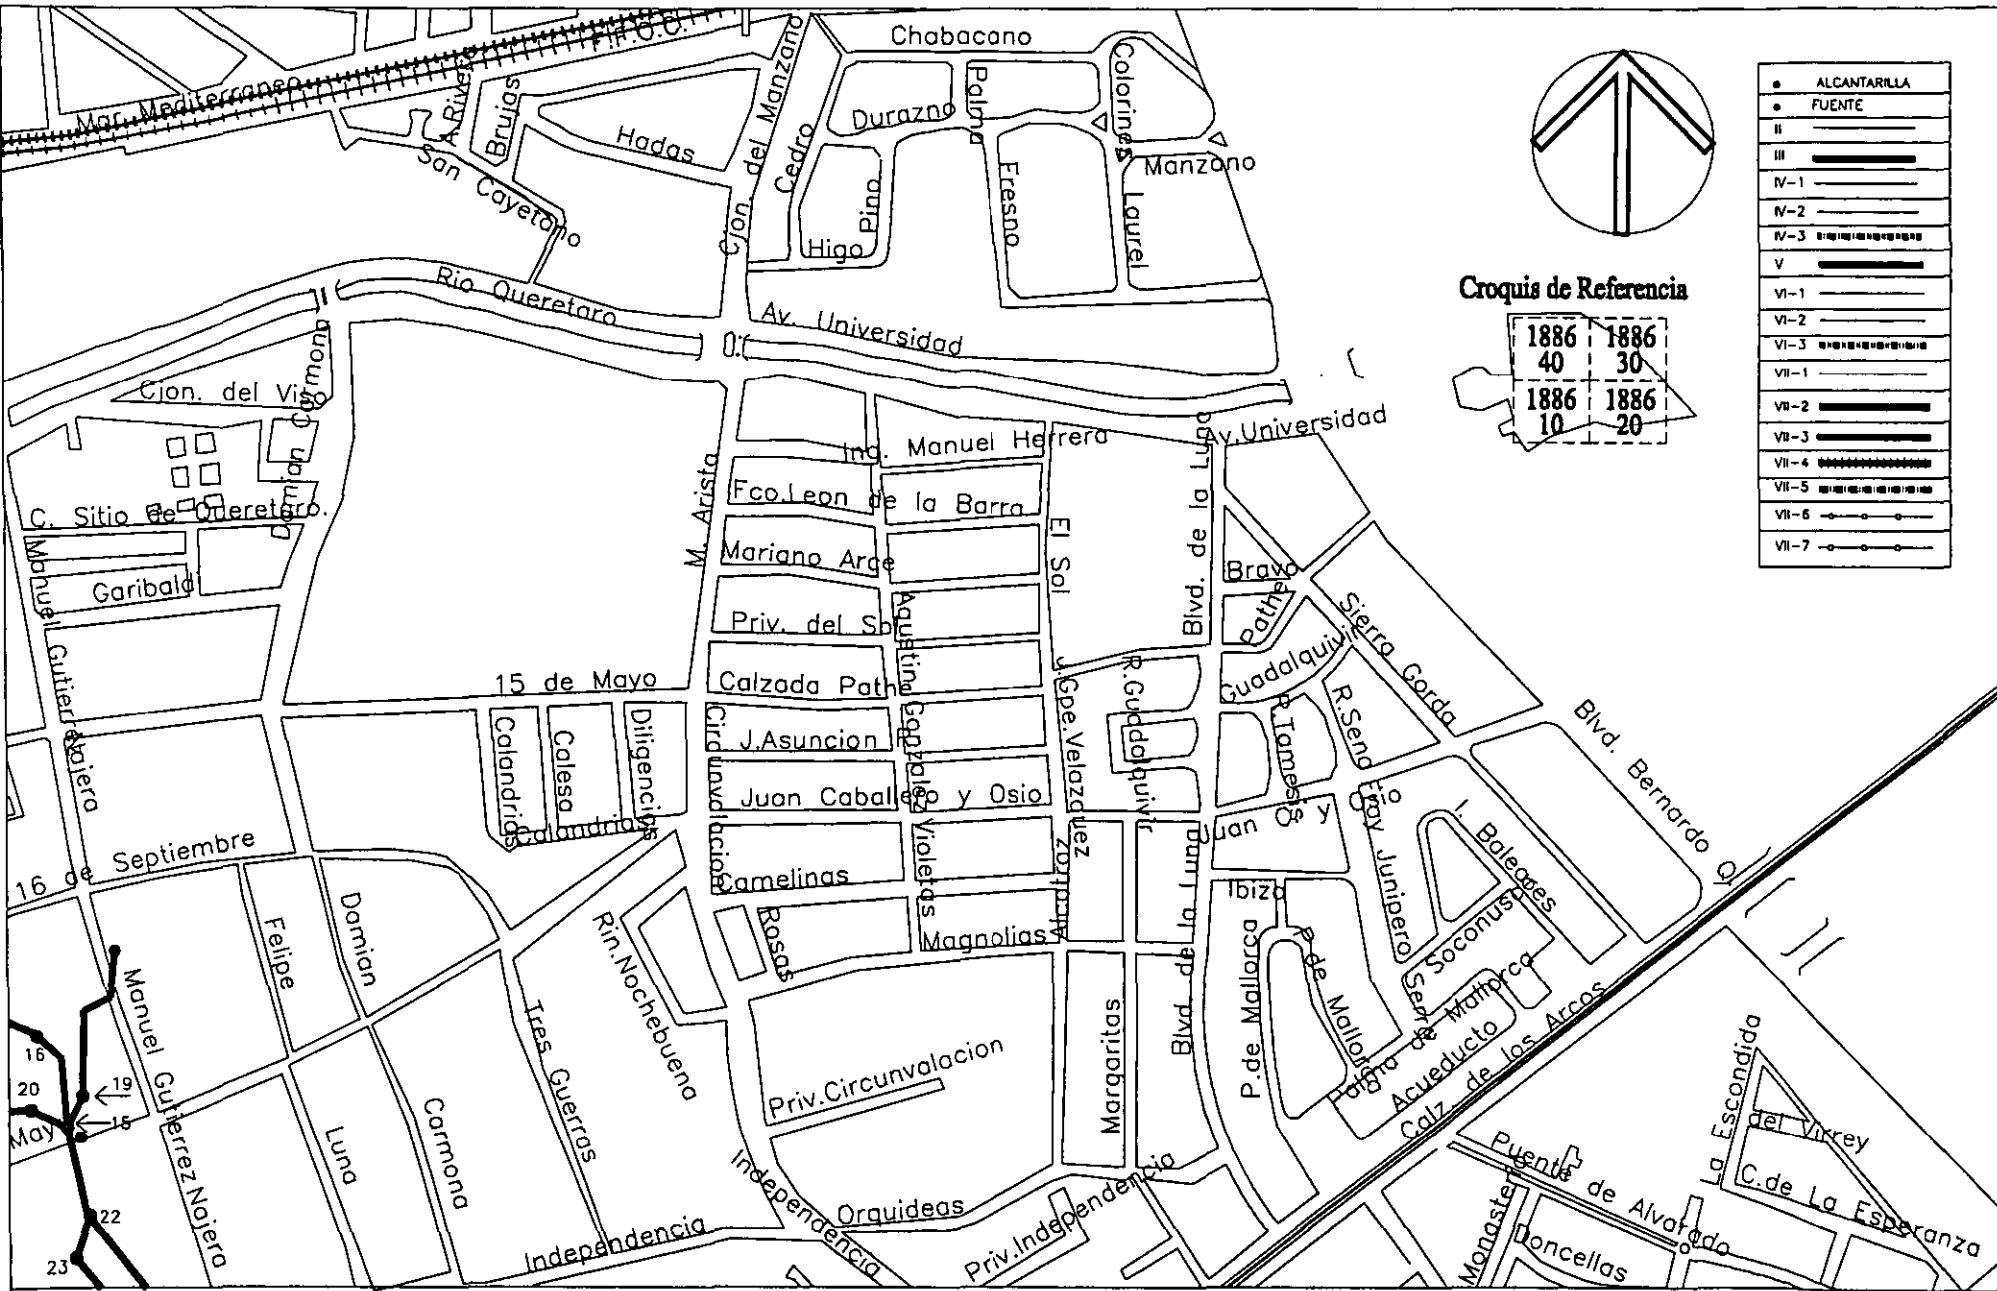 F.F.O.C.
Mar Mediterraneo
A.Rivera
Brujas
Hadas
San Cayetano
Cjon. del Manzano
Cedro
Chabacano
Durazno
Palma
Colorines
Manzano
Pino
Higo
Fresno
Laurel
Rio Queretaro
Av. Universidad
Av.Universidad
Cjon. del Vigo
Damian Carmona
C. Sitio de Queretaro.
Garibaldi
Manuel Gutierrez Najera
M. Arista
Ing. Manuel Herrera
Fco.Leon de la Barra
Mariano Arce
Priv. del Sol
Calzada Pathe
J.Asuncion R
Juan Caballero y Osio
Camelinas
Magnolias
El Sol
Agustin Gonzalez
Violetas
J.Gpe.Velazquez
Alcatraz
R.Guadalquivir
Blvd. de la Luna
Bravo
Pathe
Guadalquivir
Sierra Gorda
R.Tamesis
R.Sena
Juan C y Osio
Fray Junipero Serra
I. Baleares
Soconusco
Blvd. Bernardo Q
Ibiza
P.de Mallorca
P. de Mallorca
Palma de Mallorca
Acueducto
Calz. de los Arcos
Blvd de la Luna
Margaritas
15 de Mayo
Calandrias
Calesa
Diligencias
Calandrias
Circunvalacion
16 de Septiembre
Felipe
Luna
Damian
Carmona
Tres Guerras
Rin.Nochebuena
Rosas
Priv.Circunvalacion
Independencia
Independencia
Orquideas
Priv.Independencia
Independencia
Manuel Gutierrez Najera
16
20
19
15
May
22
23
Monasterio
Puente de Alvarado
Doncellas
La Escondida
del Virrey
C.de La Esperanza
Croquis de Referencia
1886 1886
40 30
1886 1886
10 20
ALCANTARILLA
FUENTE
II
III
IV-1
IV-2
IV-3
V
VI-1
VI-2
VI-3
VII-1
VII-2
VII-3
VII-4
VII-5
VII-6
VII-7